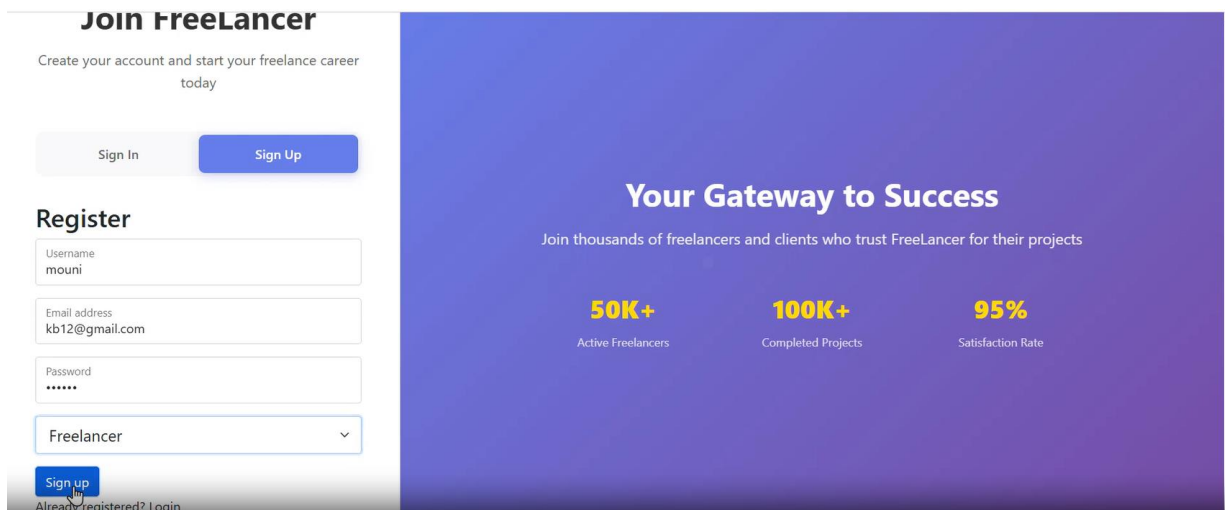 Join FreeLancer
Create your account and start your freelance career
today
Sign In
Sign Up
Register
Username
mouni
Email address
kb12@gmail.com
Password
••••••
Freelancer
Sign up
Already registered? Login
Your Gateway to Success
Join thousands of freelancers and clients who trust FreeLancer for their projects
50K+
100K+
95%
Active Freelancers
Completed Projects
Satisfaction Rate